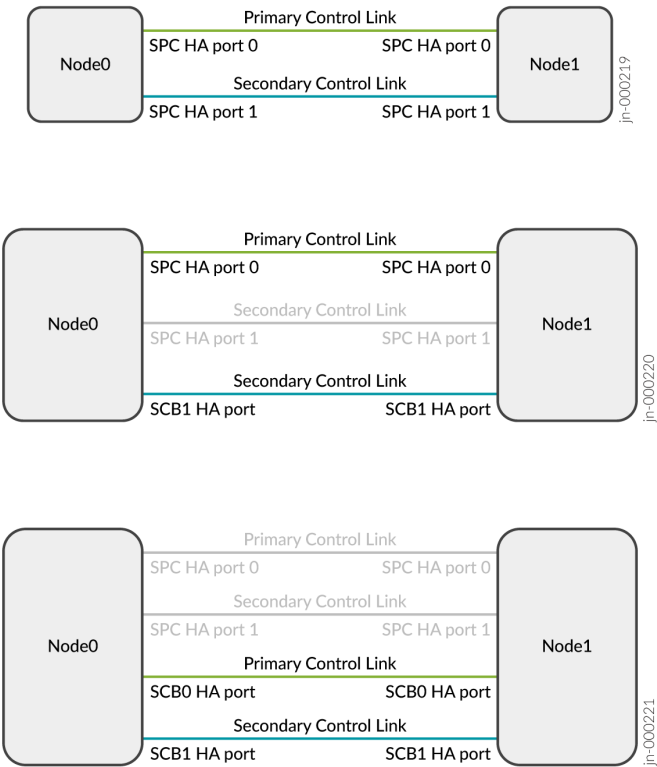 Primary Control Link
SPC HA port 0 SPC HA port 0
Node0 Node1
Secondary Control Link
SPC HA port 1 SPC HA port 1
jn-000219
Primary Control Link
SPC HA port 0 SPC HA port 0
Secondary Control Link
Node0 Node1
SPC HA port 1 SPC HA port 1
Secondary Control Link
SCB1 HA port SCB1 HA port
jn-000220
Primary Control Link
SPC HA port 0 SPC HA port 0
Secondary Control Link
SPC HA port 1 SPC HA port 1
Node0 Node1
Primary Control Link
SCB0 HA port SCB0 HA port
Secondary Control Link
SCB1 HA port SCB1 HA port
jn-000221